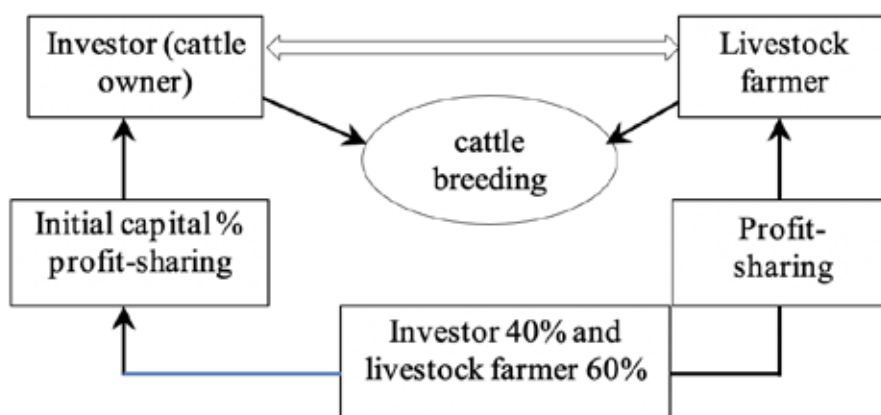 Investor (cattle
owner)
Livestock
farmer
cattle
breeding
Initial capital %
profit-sharing
Profit-
sharing
Investor 40% and
livestock farmer 60%